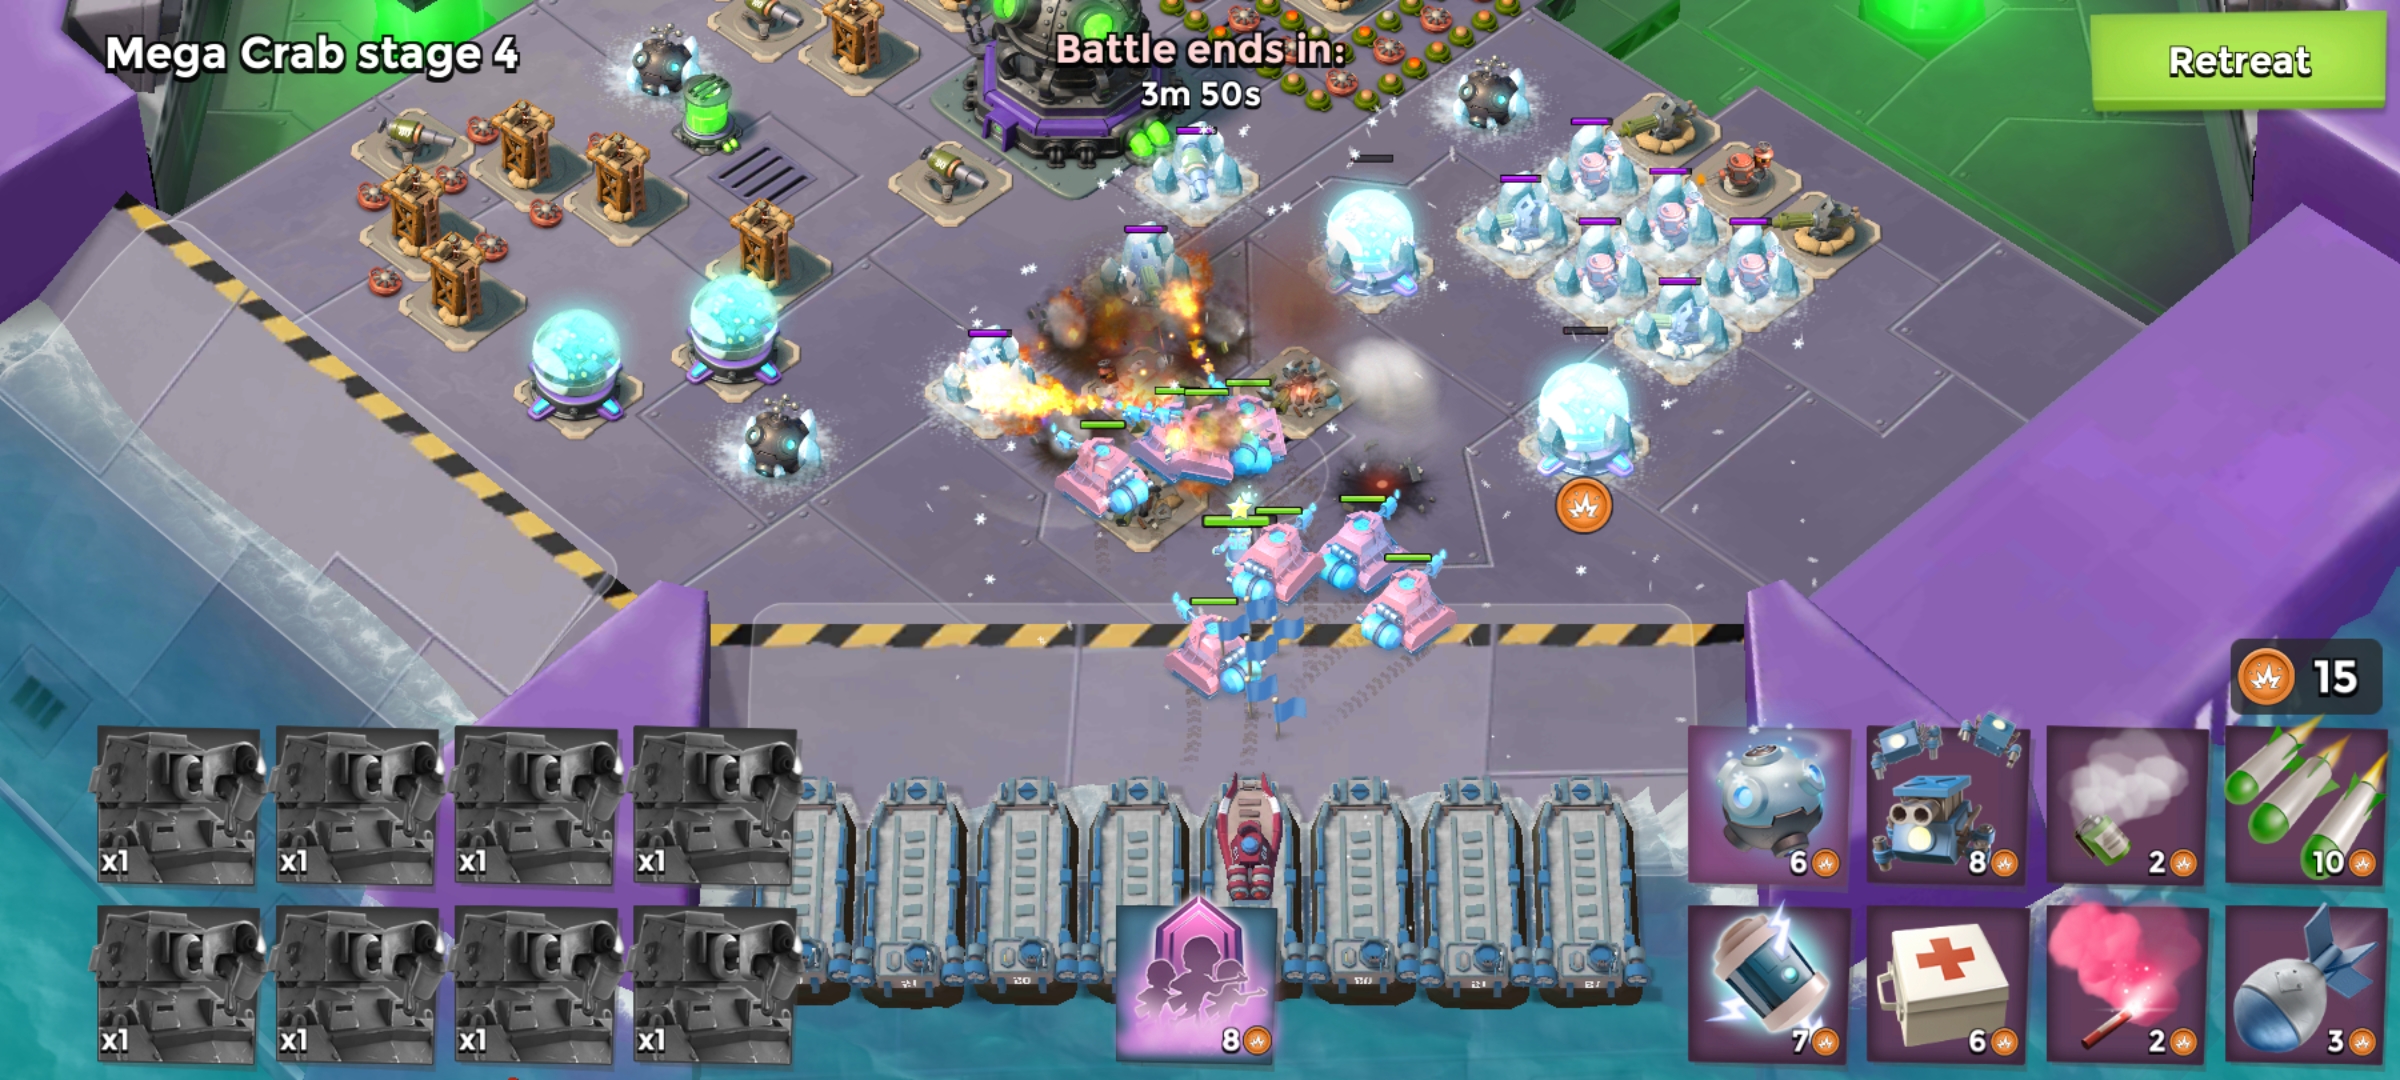 Mega Crab stage 4
Battle ends in:
3m 50s
Retreat
15
x1
x1
x1
x1
6
8
2
10
x1
x1
x1
x1
8
7
6
2
3